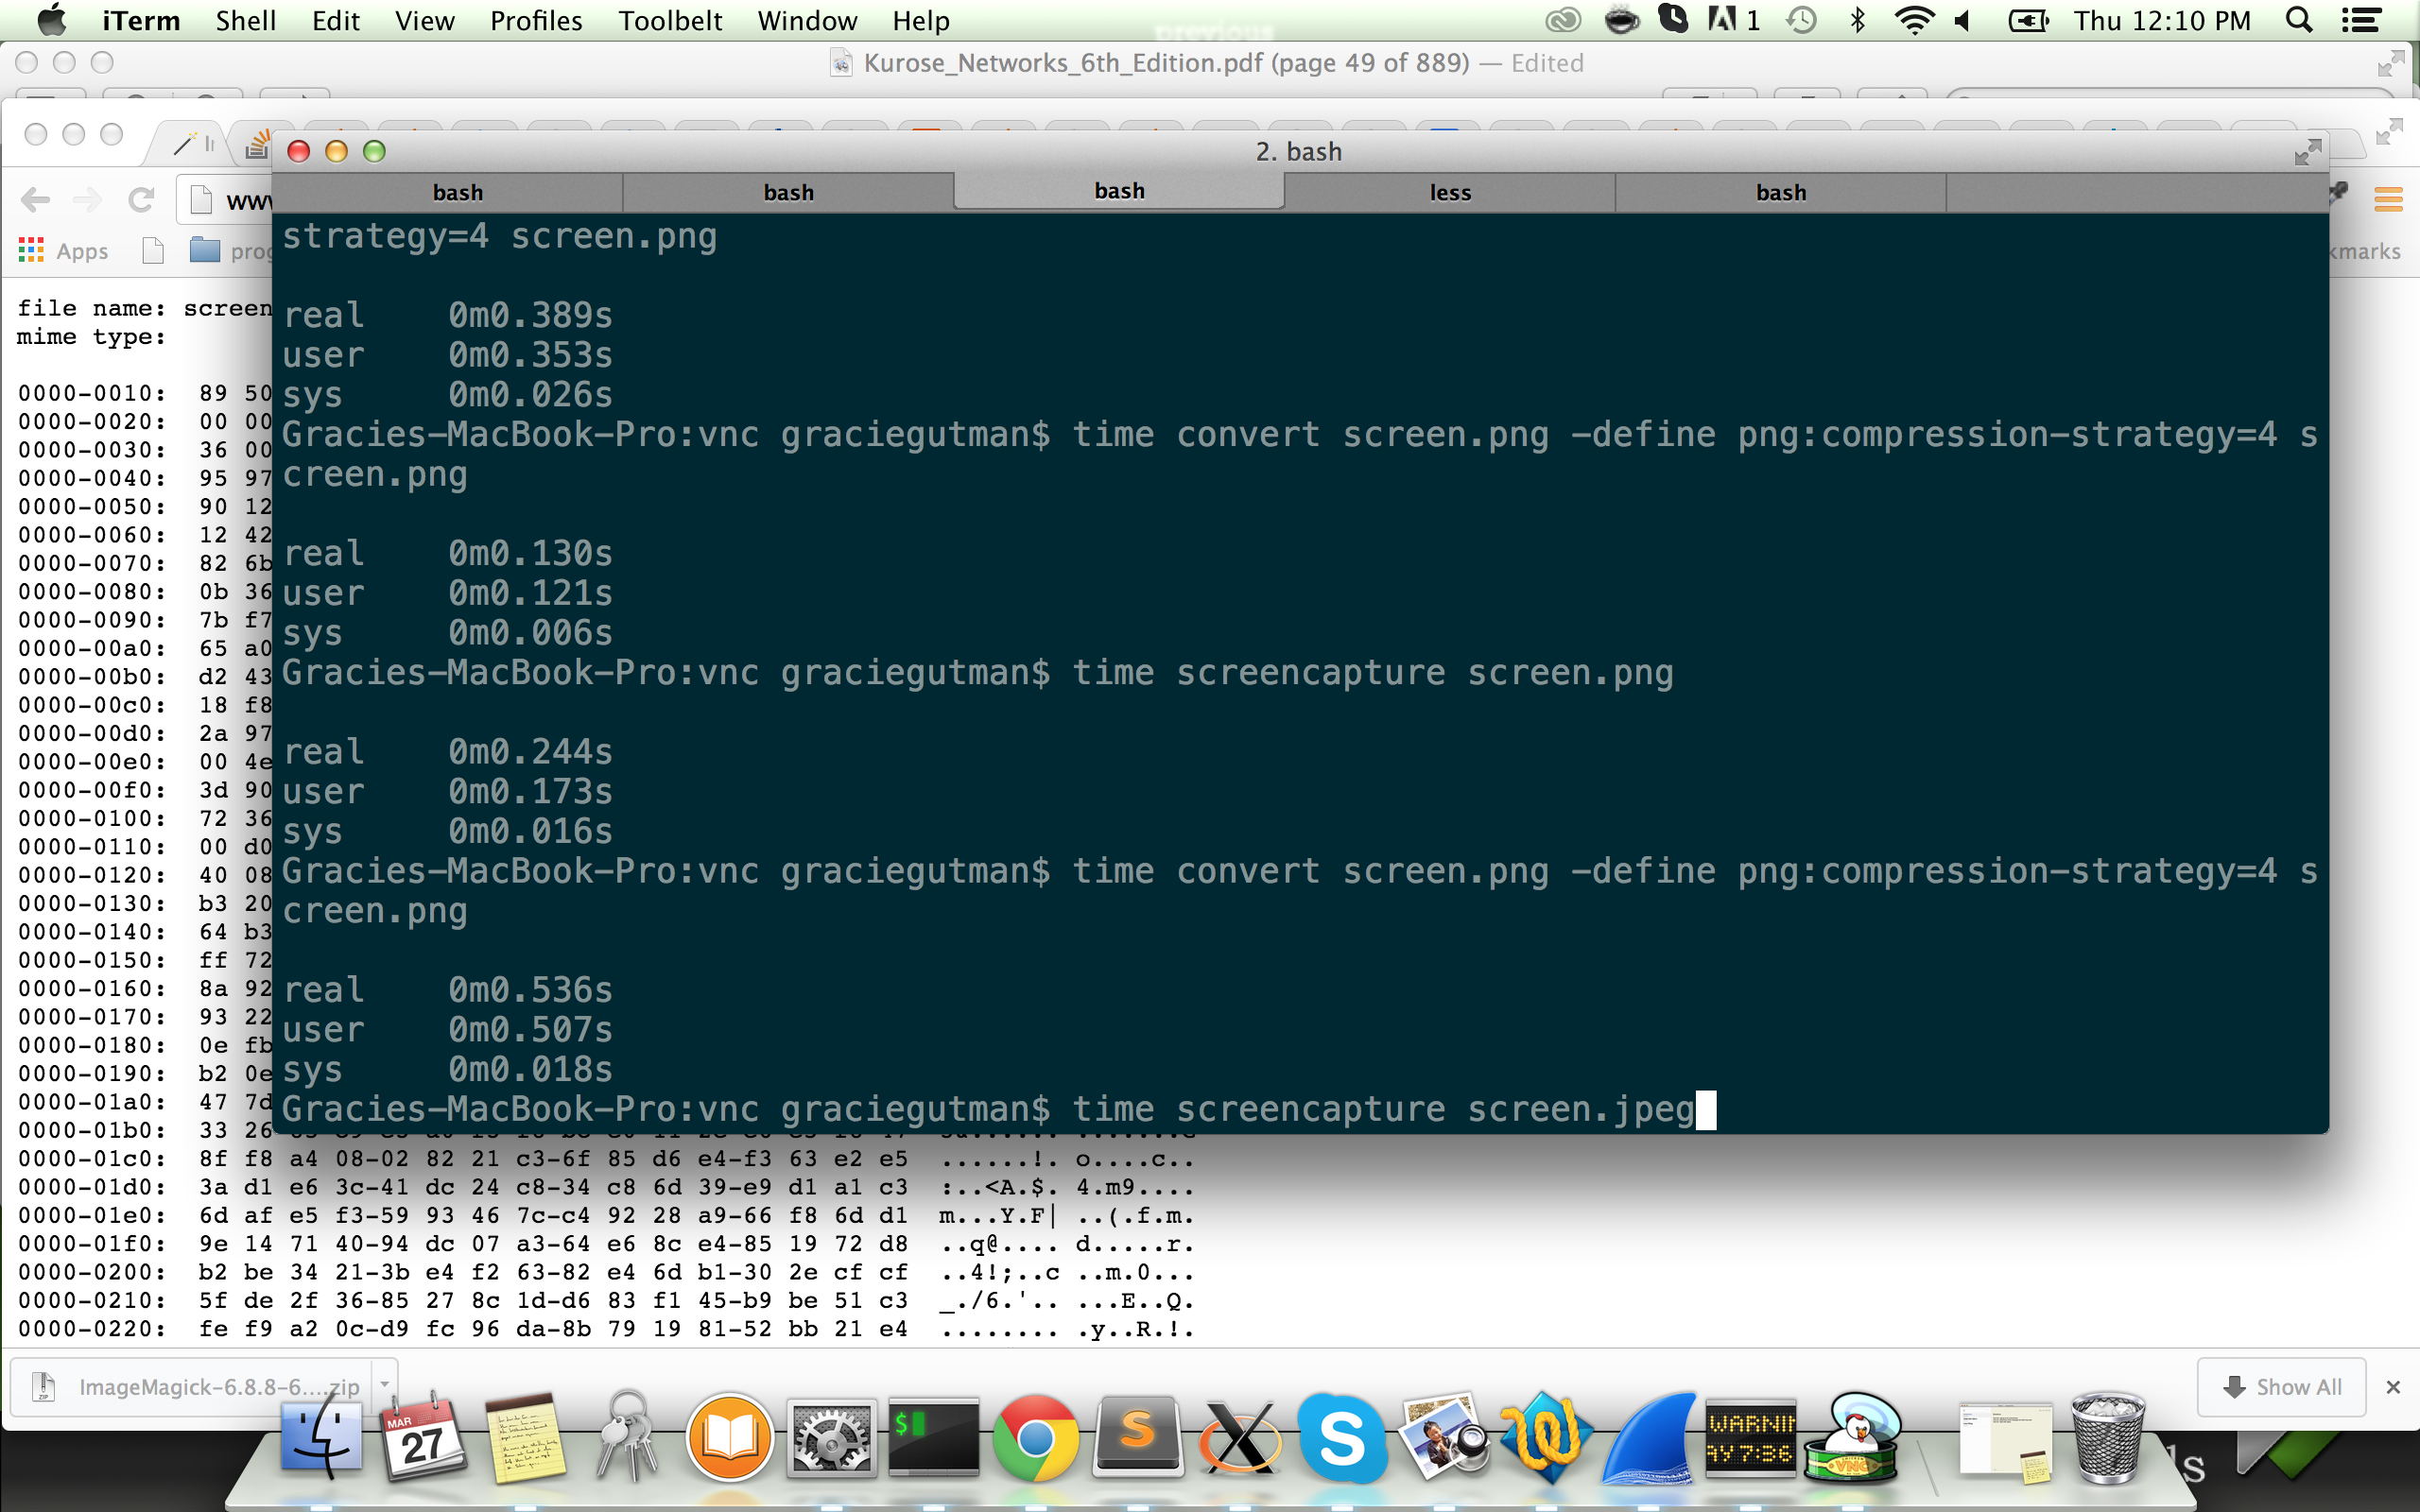 iTerm Shell Edit View Profiles Toolbelt Window Help 1 Thu 12:10 PM
previous
Kurose_Networks_6th_Edition.pdf (page 49 of 889) — Edited
2. bash
bash bash bash less bash
www
Apps prog kmarks
strategy=4 screen.png
file name: screen
mime type:
real 0m0.389s
user 0m0.353s
sys 0m0.026s
Gracies-MacBook-Pro:vnc graciegutman$ time convert screen.png -define png:compression-strategy=4 s
creen.png
real 0m0.130s
user 0m0.121s
sys 0m0.006s
Gracies-MacBook-Pro:vnc graciegutman$ time screencapture screen.png
real 0m0.244s
user 0m0.173s
sys 0m0.016s
Gracies-MacBook-Pro:vnc graciegutman$ time convert screen.png -define png:compression-strategy=4 s
creen.png
real 0m0.536s
user 0m0.507s
sys 0m0.018s
Gracies-MacBook-Pro:vnc graciegutman$ time screencapture screen.jpeg
0000-0010: 89 50
0000-0020: 00 00
0000-0030: 36 00
0000-0040: 95 97
0000-0050: 90 12
0000-0060: 12 42
0000-0070: 82 6b
0000-0080: 0b 36
0000-0090: 7b f7
0000-00a0: 65 a0
0000-00b0: d2 43
0000-00c0: 18 f8
0000-00d0: 2a 97
0000-00e0: 00 4e
0000-00f0: 3d 90
0000-0100: 72 36
0000-0110: 00 d0
0000-0120: 40 08
0000-0130: b3 20
0000-0140: 64 b3
0000-0150: ff 72
0000-0160: 8a 92
0000-0170: 93 22
0000-0180: 0e fb
0000-0190: b2 0e
0000-01a0: 47 7d
0000-01b0: 33 26
0000-01c0: 8f f8 a4 08-02 82 21 c3-6f 85 d6 e4-f3 63 e2 e5 ......!. o....c..
0000-01d0: 3a d1 e6 3c-41 dc 24 c8-34 c8 6d 39-e9 d1 a1 c3 :..<A.$. 4.m9....
0000-01e0: 6d af e5 f3-59 93 46 7c-c4 92 28 a9-66 f8 6d d1 m...Y.F| ..(.f.m.
0000-01f0: 9e 14 71 40-94 dc 07 a3-64 e6 8c e4-85 19 72 d8 ..q@.... d.....r.
0000-0200: b2 be 34 21-3b e4 f2 63-82 e4 6d b1-30 2e cf cf ..4!;..c ..m.0...
0000-0210: 5f de 2f 36-85 27 8c 1d-d6 83 f1 45-b9 be 51 c3 _./6.'.. ...E..Q.
0000-0220: fe f9 a2 0c-d9 fc 96 da-8b 79 19 81-52 bb 21 e4 ........ .y..R.!.
ImageMagick-6.8.8-6....zip Show All
MAR
27
WARNIN
AY 7:36
VNC
ls